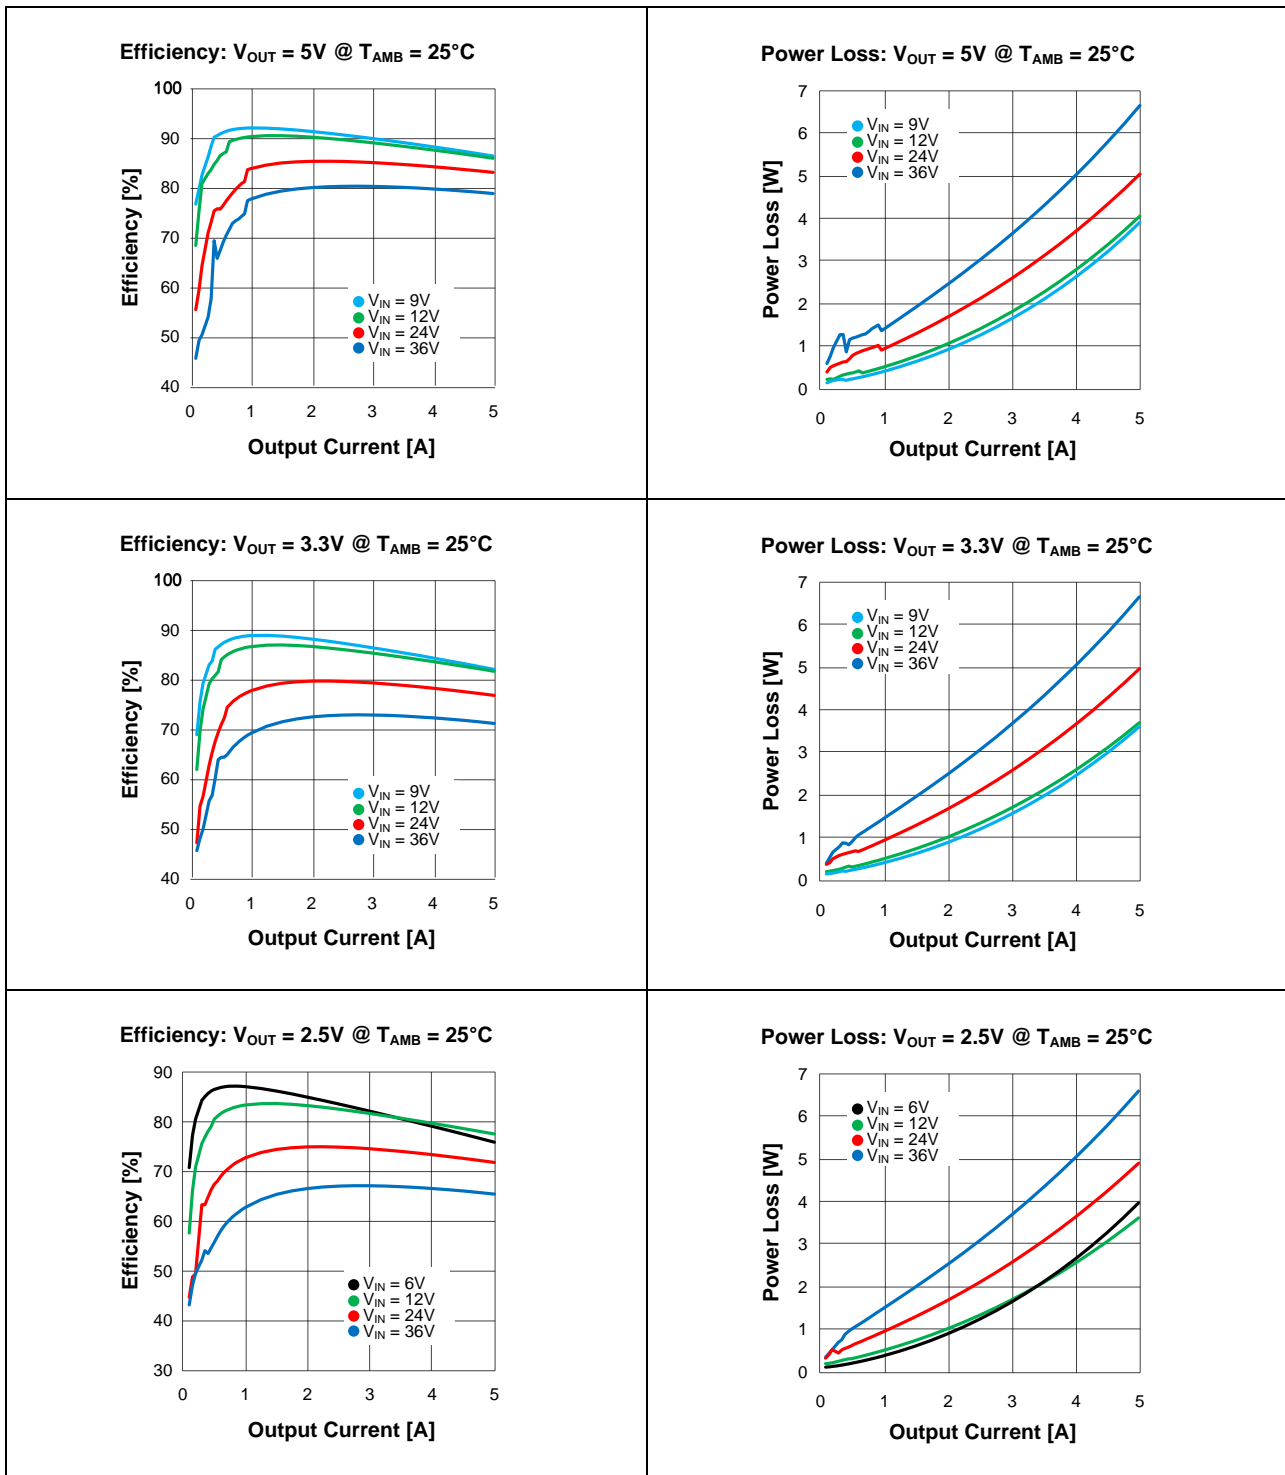 Efficiency: VOUT = 5V @ TAMB = 25°C
100
90
80
70
60
50
40
0 1 2 3 4 5
Efficiency [%]
Output Current [A]
VIN = 9V
VIN = 12V
VIN = 24V
VIN = 36V
Power Loss: VOUT = 5V @ TAMB = 25°C
7
6
5
4
3
2
1
0
0 1 2 3 4 5
Power Loss [W]
Output Current [A]
VIN = 9V
VIN = 12V
VIN = 24V
VIN = 36V
Efficiency: VOUT = 3.3V @ TAMB = 25°C
100
90
80
70
60
50
40
0 1 2 3 4 5
Efficiency [%]
Output Current [A]
VIN = 9V
VIN = 12V
VIN = 24V
VIN = 36V
Power Loss: VOUT = 3.3V @ TAMB = 25°C
7
6
5
4
3
2
1
0
0 1 2 3 4 5
Power Loss [W]
Output Current [A]
VIN = 9V
VIN = 12V
VIN = 24V
VIN = 36V
Efficiency: VOUT = 2.5V @ TAMB = 25°C
90
80
70
60
50
40
30
0 1 2 3 4 5
Efficiency [%]
Output Current [A]
VIN = 6V
VIN = 12V
VIN = 24V
VIN = 36V
Power Loss: VOUT = 2.5V @ TAMB = 25°C
7
6
5
4
3
2
1
0
0 1 2 3 4 5
Power Loss [W]
Output Current [A]
VIN = 6V
VIN = 12V
VIN = 24V
VIN = 36V